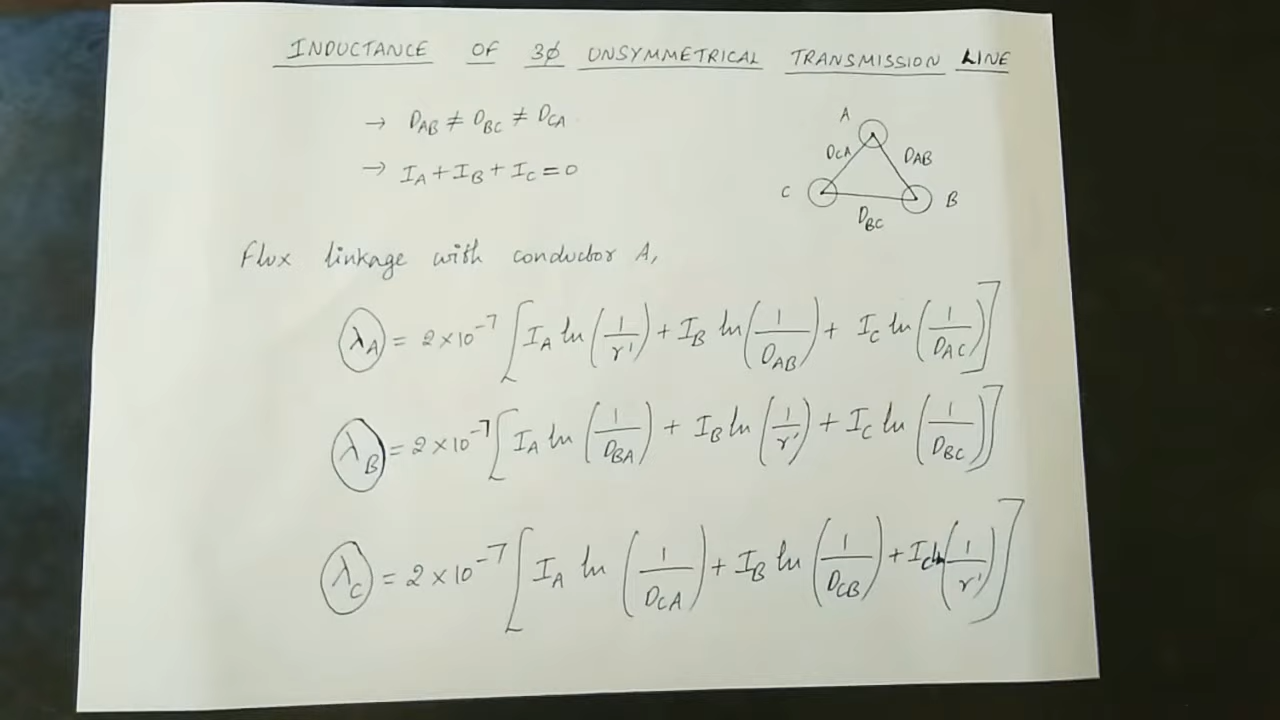 INDUCTANCE OF 3φ UNSYMMETRICAL TRANSMISSION LINE
→ D_AB ≠ D_BC ≠ D_CA
→ I_A + I_B + I_C = 0
A
D_CA D_AB
C B
D_BC
Flux linkage with conductor A,
λ_A = 2×10^-7 [I_A ln(1/r') + I_B ln(1/D_AB) + I_C ln(1/D_AC)]
λ_B = 2×10^-7 [I_A ln(1/D_BA) + I_B ln(1/r') + I_C ln(1/D_BC)]
λ_C = 2×10^-7 [I_A ln(1/D_CA) + I_B ln(1/D_CB) + I_C ln(1/r')]